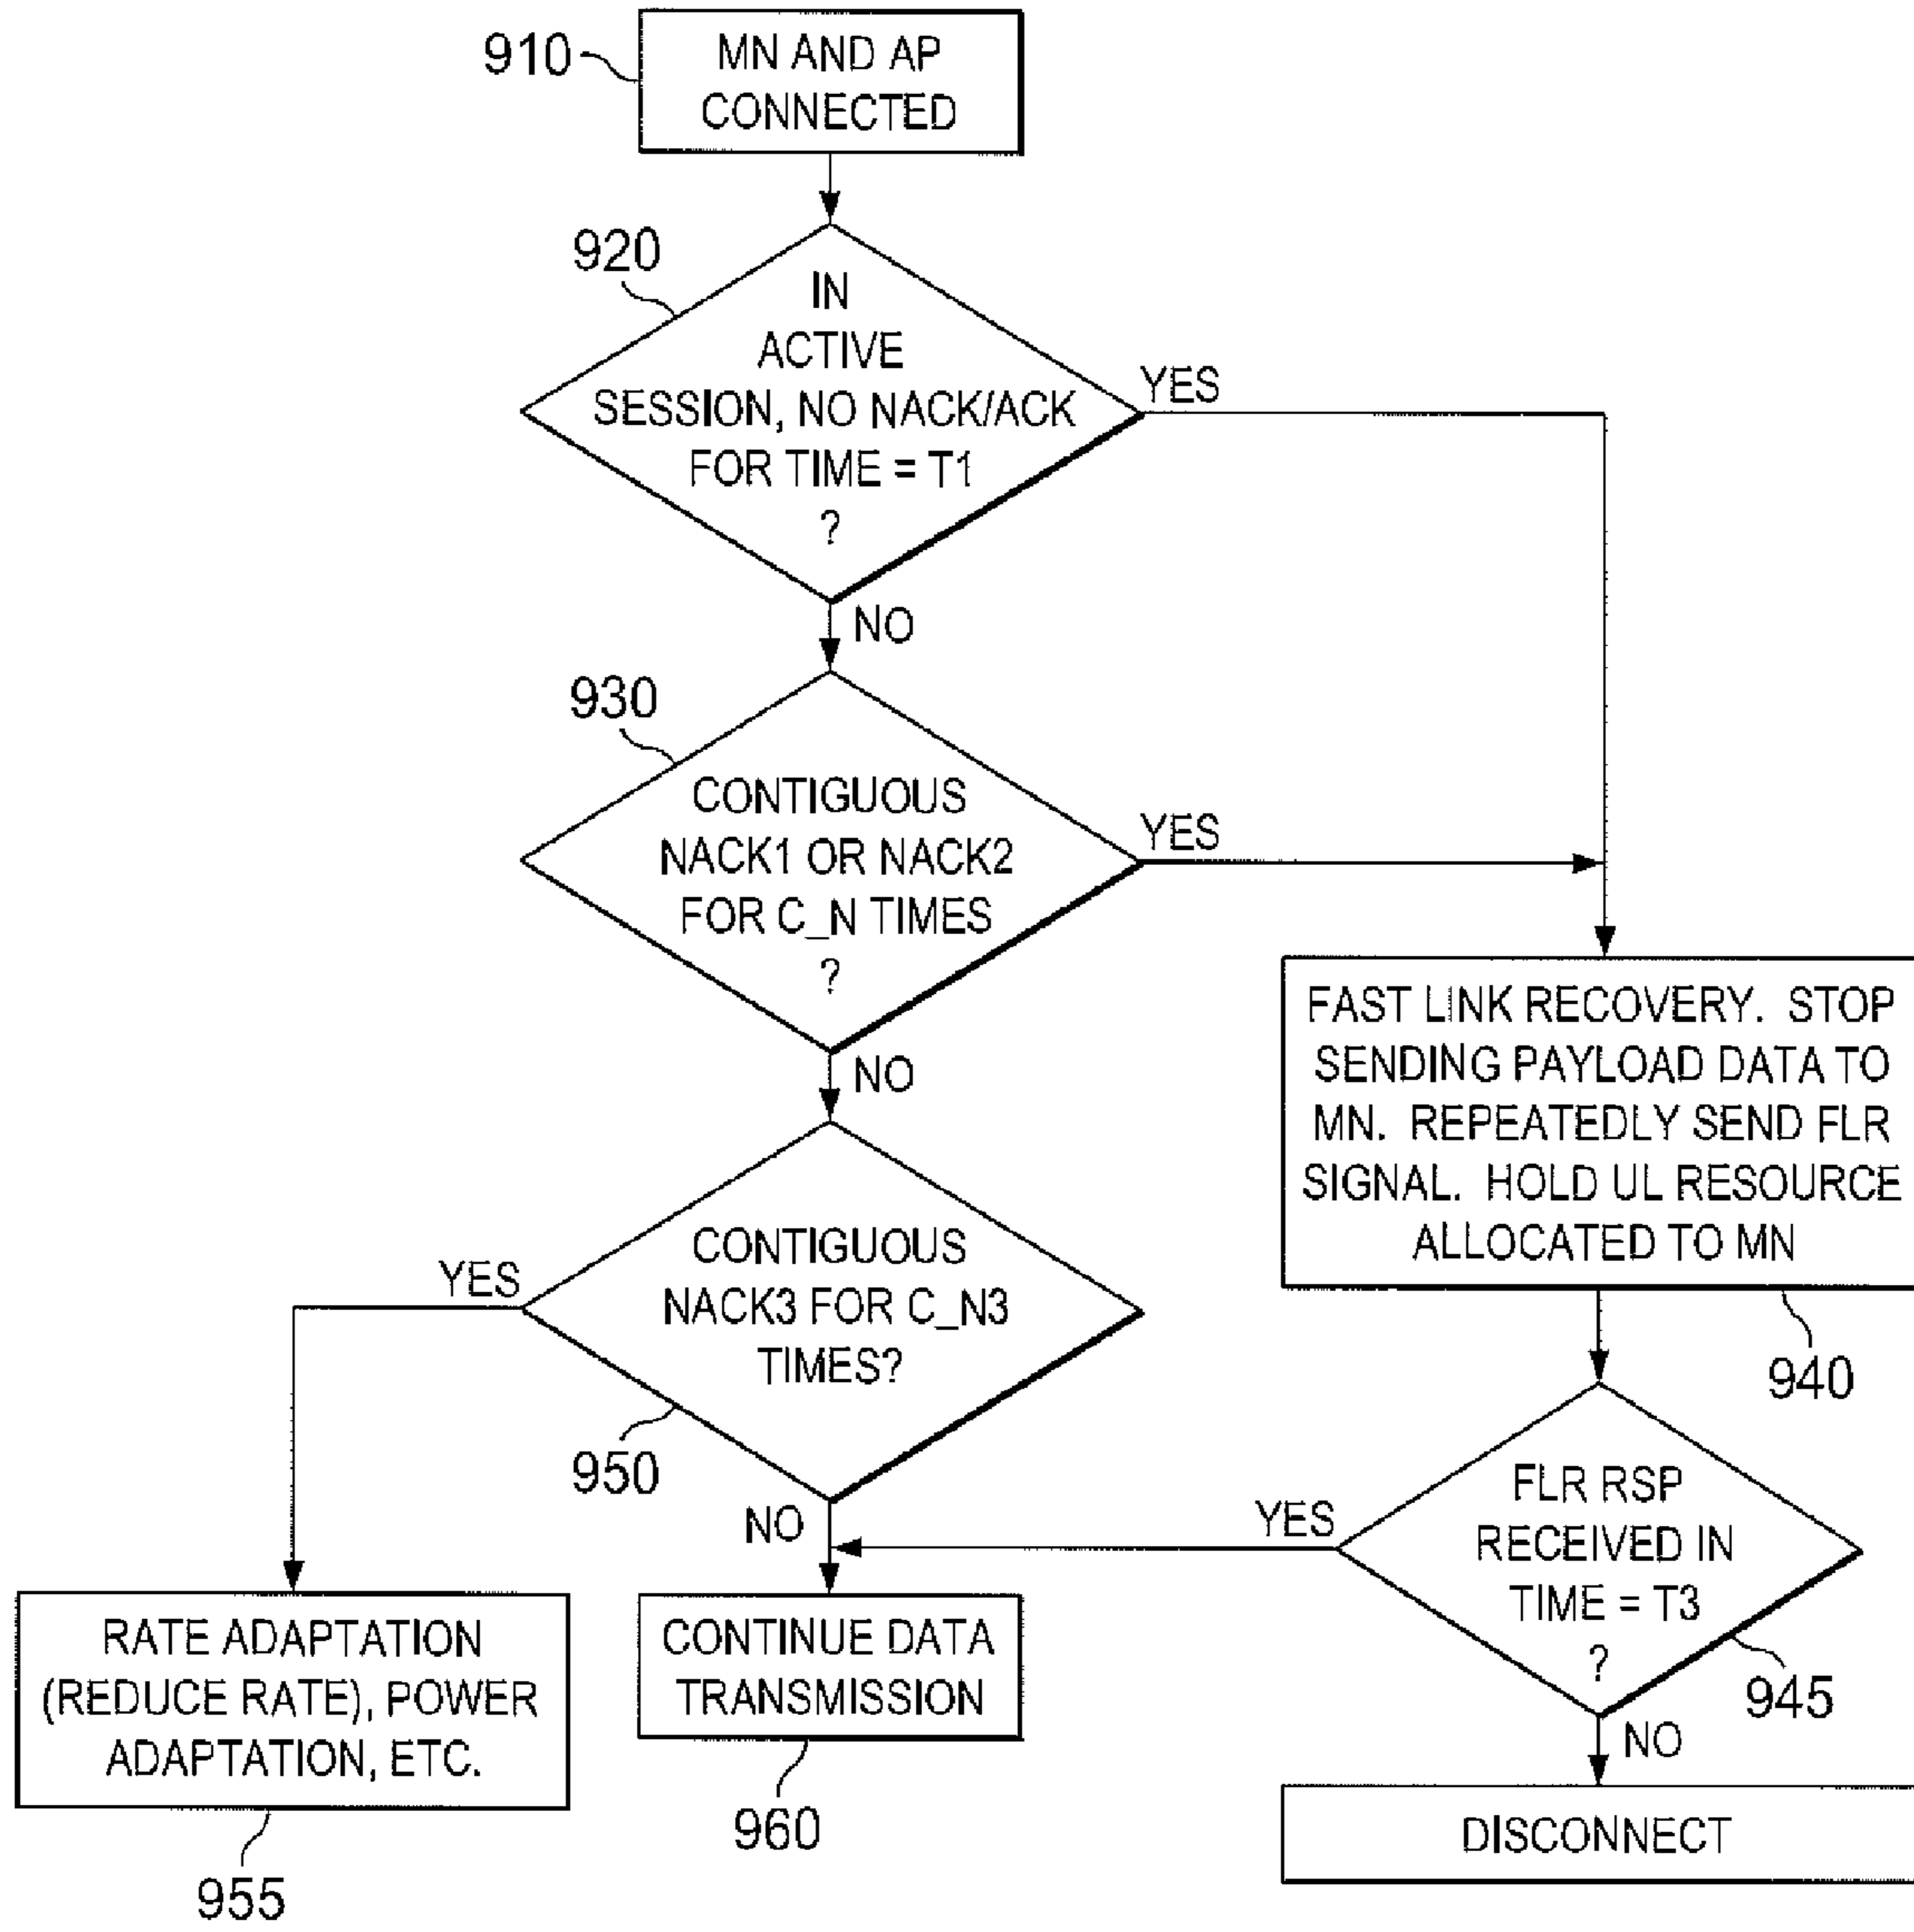 910
MN AND AP
CONNECTED
920
IN
ACTIVE
SESSION, NO NACK/ACK
FOR TIME = T1
?
YES
NO
930
CONTIGUOUS
NACK1 OR NACK2
FOR C_N TIMES
?
YES
NO
FAST LINK RECOVERY. STOP
SENDING PAYLOAD DATA TO
MN. REPEATEDLY SEND FLR
SIGNAL. HOLD UL RESOURCE
ALLOCATED TO MN
940
CONTIGUOUS
NACK3 FOR C_N3
TIMES?
YES
950
NO
FLR RSP
RECEIVED IN
TIME = T3
?
YES
945
NO
RATE ADAPTATION
(REDUCE RATE), POWER
ADAPTATION, ETC.
955
CONTINUE DATA
TRANSMISSION
960
DISCONNECT